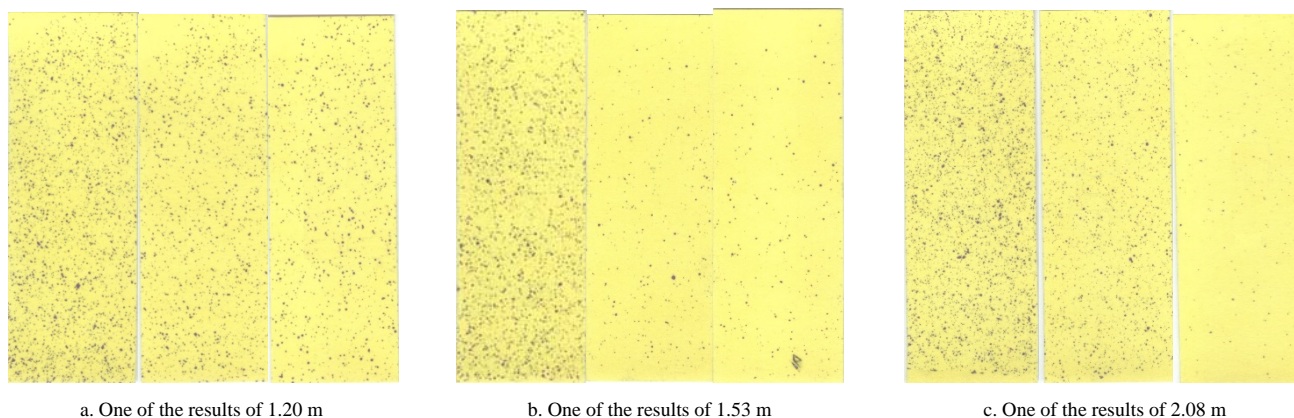 a. One of the results of 1.20 m
b. One of the results of 1.53 m
c. One of the results of 2.08 m